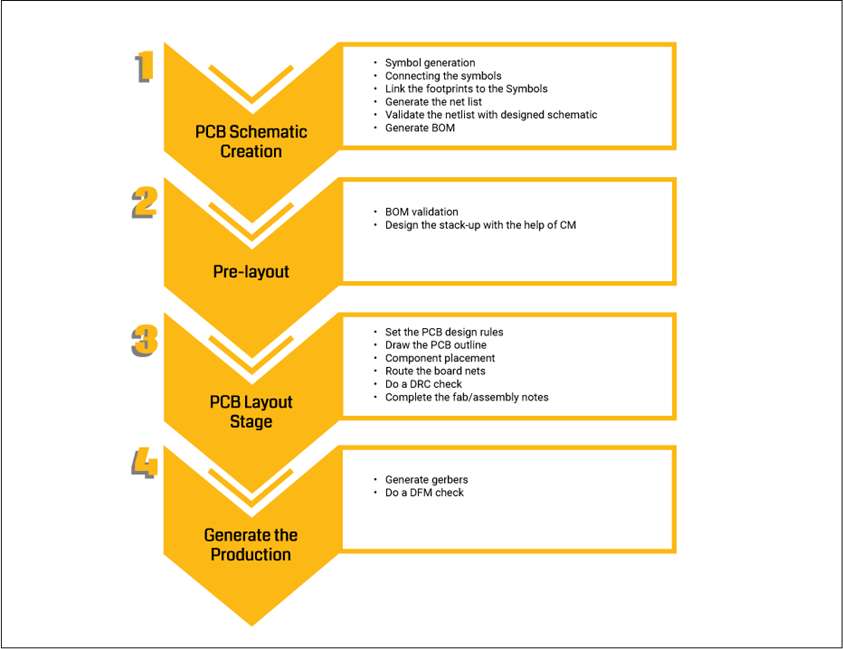 1
PCB Schematic
Creation
• Symbol generation
• Connecting the symbols
• Link the footprints to the Symbols
• Generate the net list
• Validate the netlist with designed schematic
• Generate BOM
2
Pre-layout
• BOM validation
• Design the stack-up with the help of CM
3
PCB Layout
Stage
• Set the PCB design rules
• Draw the PCB outline
• Component placement
• Route the board nets
• Do a DRC check
• Complete the fab/assembly notes
4
Generate the
Production
• Generate gerbers
• Do a DFM check